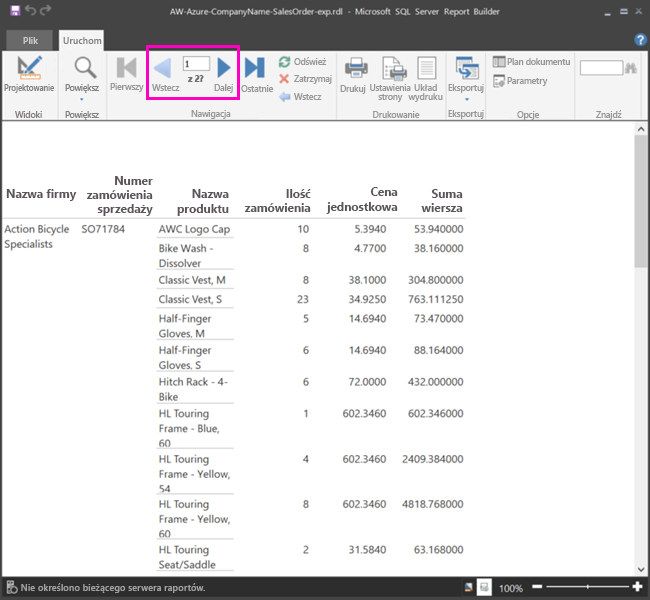 AW-Azure-CompanyName-SalesOrder-exp.rdl - Microsoft SQL Server Report Builder
Plik Uruchom
Projektowanie
Widoki
Powiększ
Powiększ
Pierwszy
Wstecz
1
z 2?
Dalej
Ostatnie
Odśwież
Zatrzymaj
Wstecz
Nawigacja
Drukuj
Ustawienia
strony
Układ
wydruku
Drukowanie
Eksportuj
Eksportuj
Plan dokumentu
Parametry
Opcje
Znajdź
Nazwa firmy Numer zamówienia sprzedaży Nazwa produktu Ilość zamówienia Cena jednostkowa Suma wiersza
Action Bicycle Specialists SO71784 AWC Logo Cap 10 5.3940 53.940000
Bike Wash - Dissolver 8 4.7700 38.160000
Classic Vest, M 8 38.1000 304.800000
Classic Vest, S 23 34.9250 763.111250
Half-Finger Gloves, M 5 14.6940 73.470000
Half-Finger Gloves, S 6 14.6940 88.164000
Hitch Rack - 4-Bike 6 72.0000 432.000000
HL Touring Frame - Blue, 60 1 602.3460 602.346000
HL Touring Frame - Yellow, 54 4 602.3460 2409.384000
HL Touring Frame - Yellow, 60 8 602.3460 4818.768000
HL Touring Seat/Saddle 2 31.5840 63.168000
Nie określono bieżącego serwera raportów.
100%